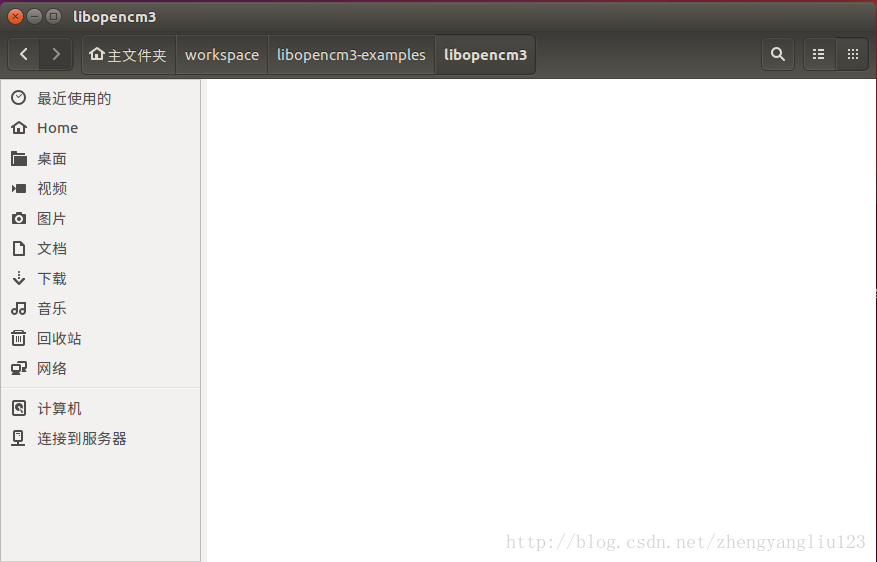 libopencm3
主文件夹 workspace libopencm3-examples libopencm3
最近使用的
Home
桌面
视频
图片
文档
下载
音乐
回收站
网络
计算机
连接到服务器
http://blog.csdn.net/zhengyangliu123